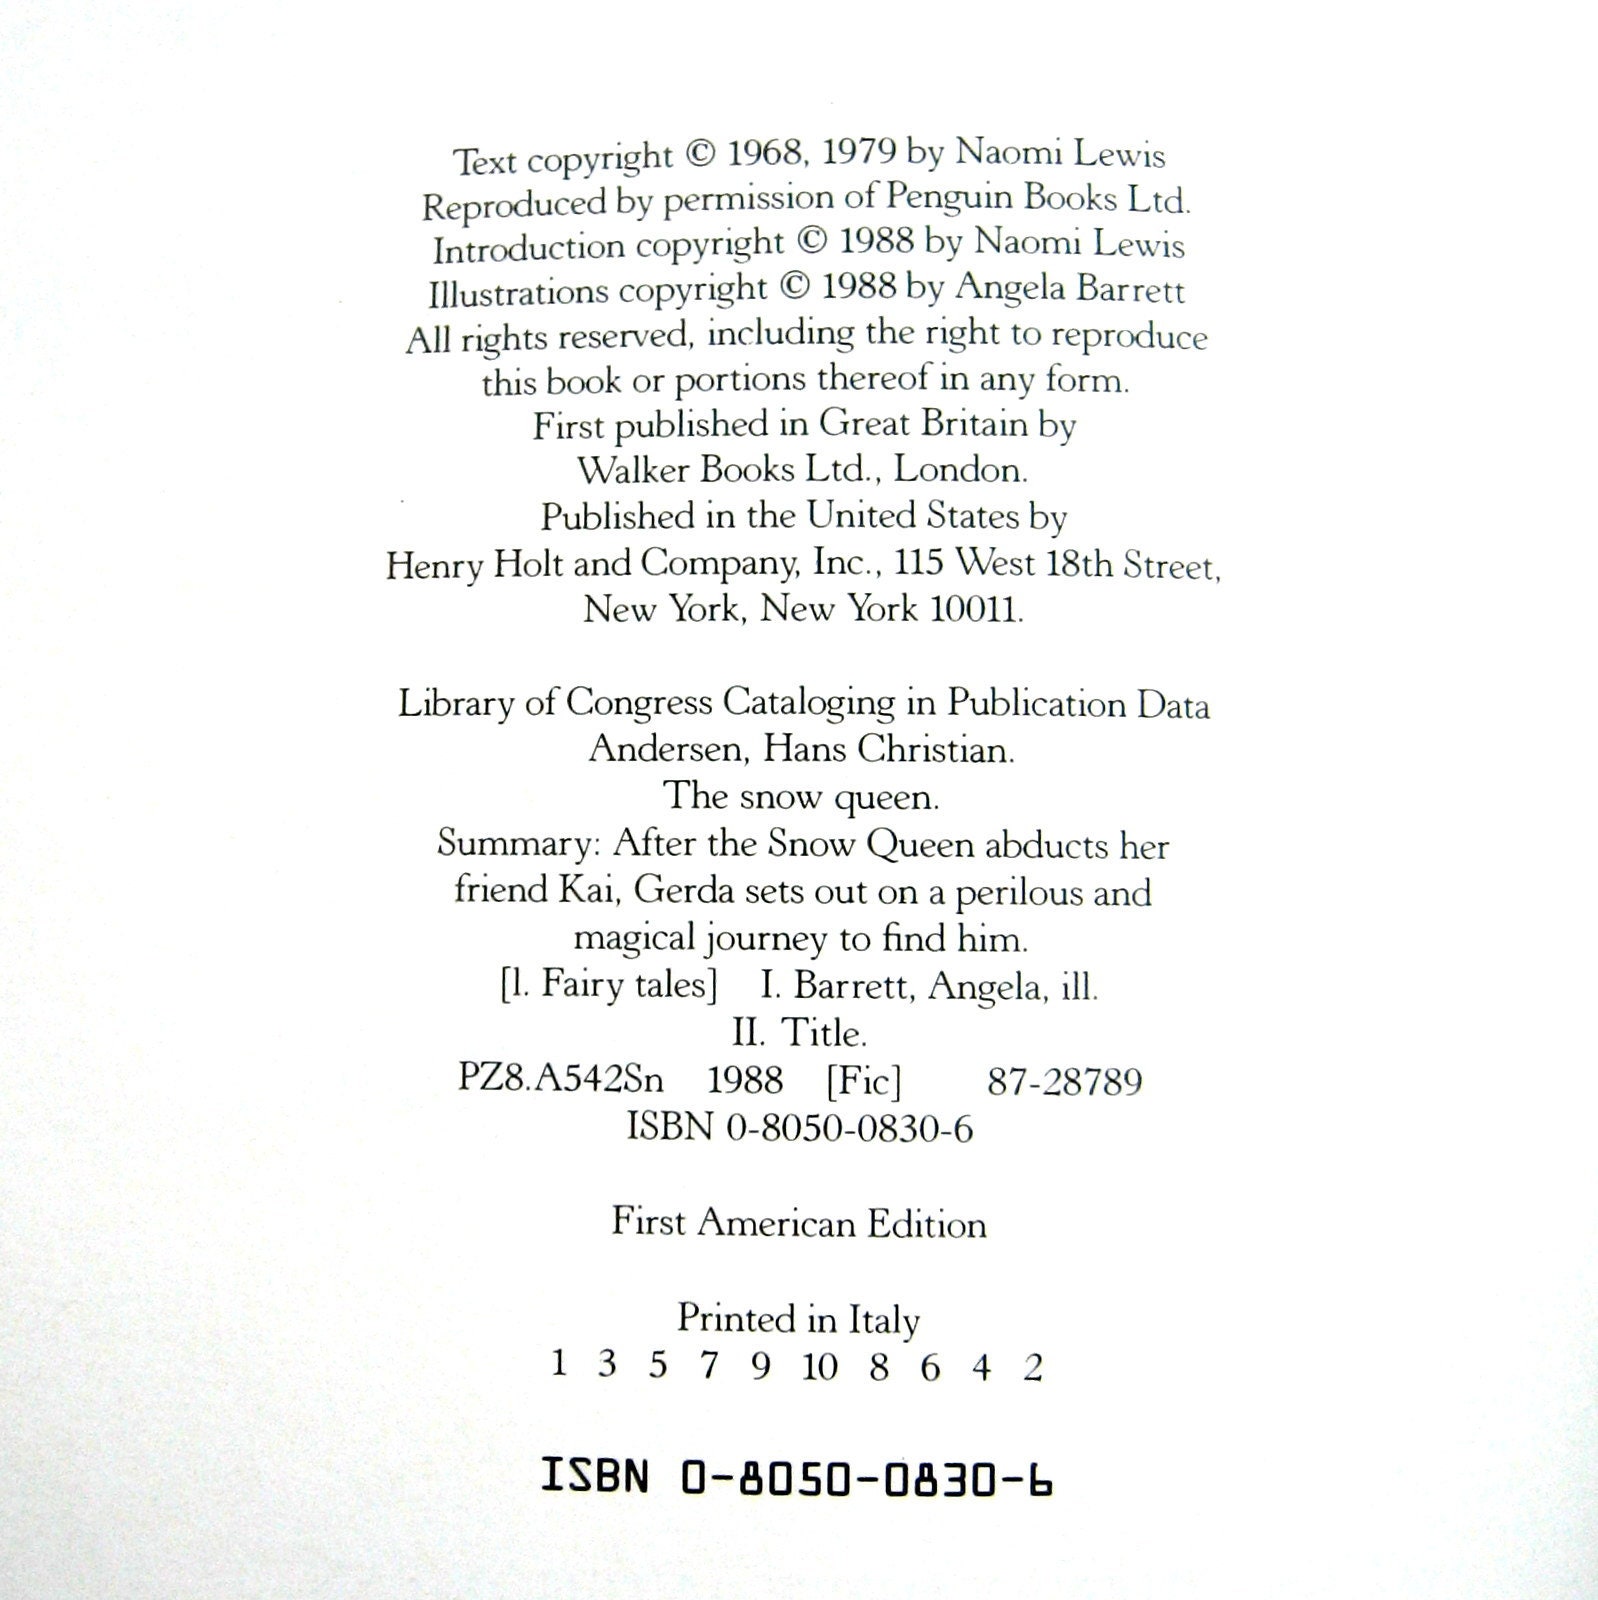 Text copyright © 1968, 1979 by Naomi Lewis
Reproduced by permission of Penguin Books Ltd.
Introduction copyright © 1988 by Naomi Lewis
Illustrations copyright © 1988 by Angela Barrett
All rights reserved, including the right to reproduce
this book or portions thereof in any form.
First published in Great Britain by
Walker Books Ltd., London.
Published in the United States by
Henry Holt and Company, Inc., 115 West 18th Street,
New York, New York 10011.
Library of Congress Cataloging in Publication Data
Andersen, Hans Christian.
The snow queen.
Summary: After the Snow Queen abducts her
friend Kai, Gerda sets out on a perilous and
magical journey to find him.
[1. Fairy tales] I. Barrett, Angela, ill.
II. Title.
PZ8.A542Sn 1988 [Fic] 87-28789
ISBN 0-8050-0830-6
First American Edition
Printed in Italy
1 3 5 7 9 10 8 6 4 2
ISBN 0-8050-0830-6